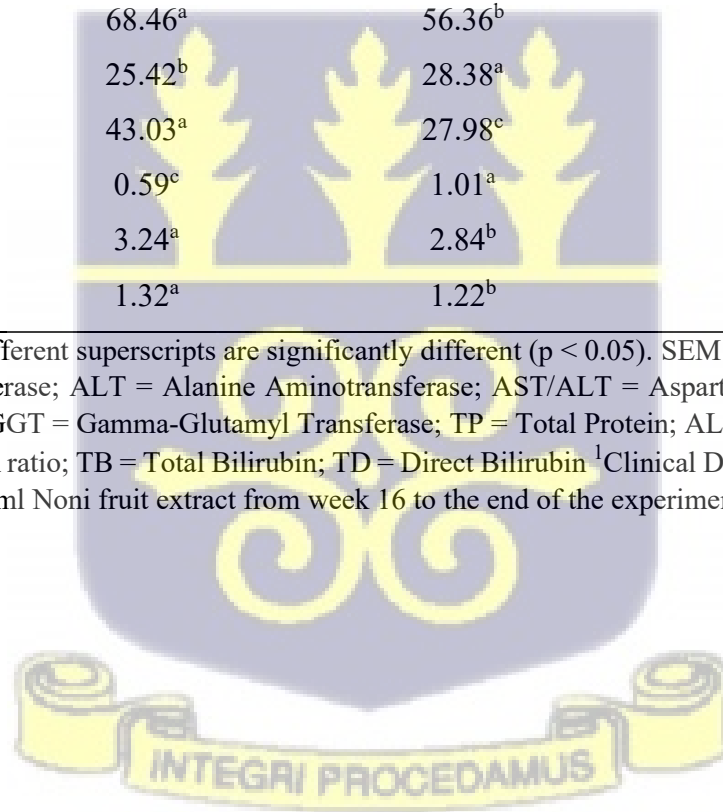 68.46ᵃ 56.36ᵇ
25.42ᵇ 28.38ᵃ
43.03ᵃ 27.98ᶜ
0.59ᶜ 1.01ᵃ
3.24ᵃ 2.84ᵇ
1.32ᵃ 1.22ᵇ
fferent superscripts are significantly different (p < 0.05). SEM
erase; ALT = Alanine Aminotransferase; AST/ALT = Aspart
GGT = Gamma-Glutamyl Transferase; TP = Total Protein; AL
ratio; TB = Total Bilirubin; TD = Direct Bilirubin ¹Clinical D
ml Noni fruit extract from week 16 to the end of the experimen
INTEGRI PROCEDAMUS